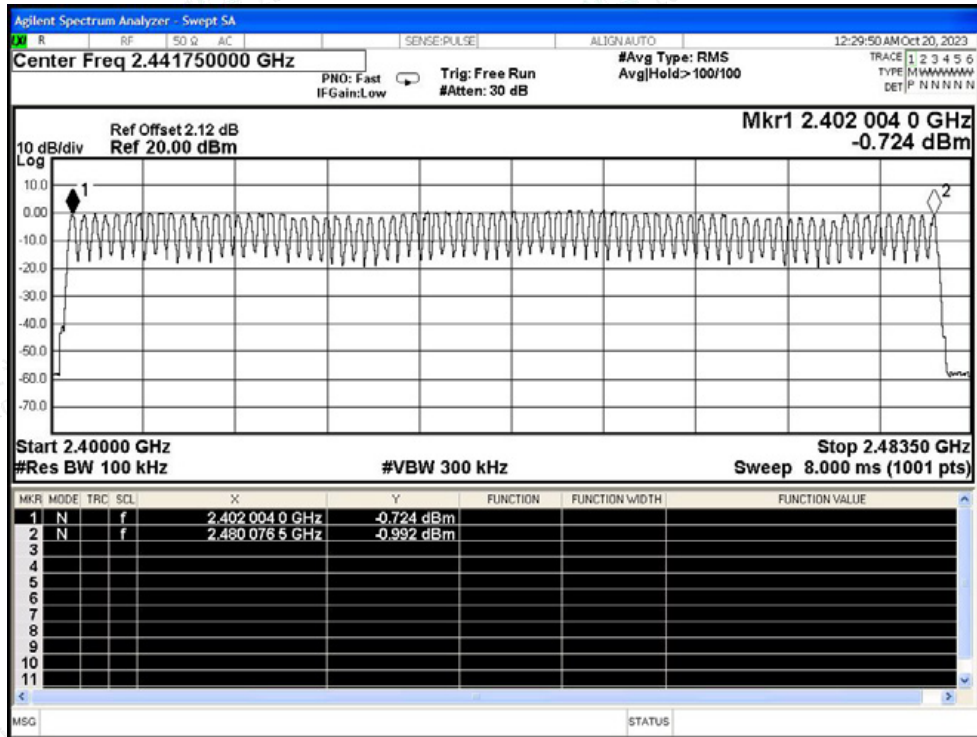 Agilent Spectrum Analyzer - Swept SA
R RF 50 Ω AC SENSE:PULSE ALIGN AUTO 12:29:50 AM Oct 20, 2023
Center Freq 2.441750000 GHz #Avg Type: RMS TRACE 1 2 3 4 5 6
PNO: Fast Trig: Free Run Avg|Hold:>100/100 TYPE M WWWWW
IFGain:Low #Atten: 30 dB DET P N N N N N
Mkr1 2.402 004 0 GHz
Ref Offset 2.12 dB
10 dB/div Ref 20.00 dBm -0.724 dBm
Log
10.0
1 2
0.00
-10.0
-20.0
-30.0
-40.0
-50.0
-60.0
-70.0
Start 2.40000 GHz Stop 2.48350 GHz
#Res BW 100 kHz #VBW 300 kHz Sweep 8.000 ms (1001 pts)
MKR MODE TRC SCL X Y FUNCTION FUNCTION WIDTH FUNCTION VALUE
1 N f 2.402 004 0 GHz -0.724 dBm
2 N f 2.480 076 5 GHz -0.992 dBm
3
4
5
6
7
8
9
10
11
MSG STATUS